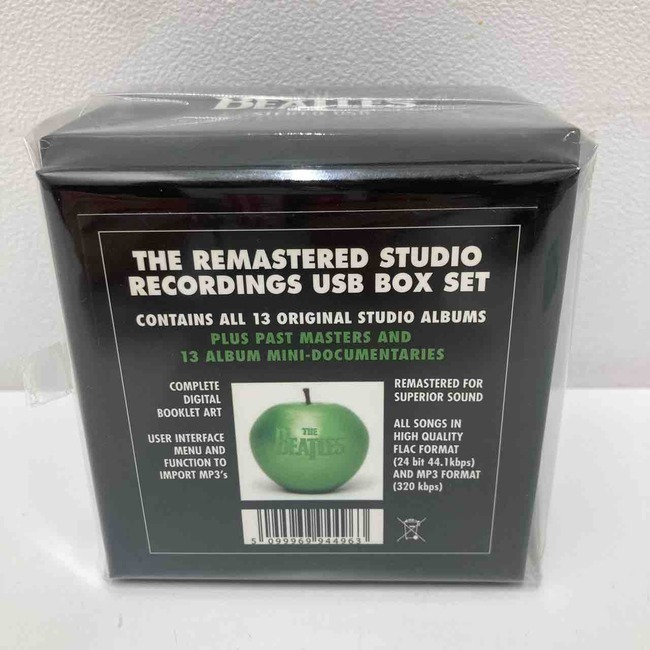 BEATLES
STEREO USB
THE REMASTERED STUDIO
RECORDINGS USB BOX SET
CONTAINS ALL 13 ORIGINAL STUDIO ALBUMS
PLUS PAST MASTERS AND
13 ALBUM MINI-DOCUMENTARIES
COMPLETE
DIGITAL
BOOKLET ART
USER INTERFACE
MENU AND
FUNCTION TO
IMPORT MP3's
THE
BEATLES
REMASTERED FOR
SUPERIOR SOUND
ALL SONGS IN
HIGH QUALITY
FLAC FORMAT
(24 bit 44.1kbps)
AND MP3 FORMAT
(320 kbps)
5 099969 944963